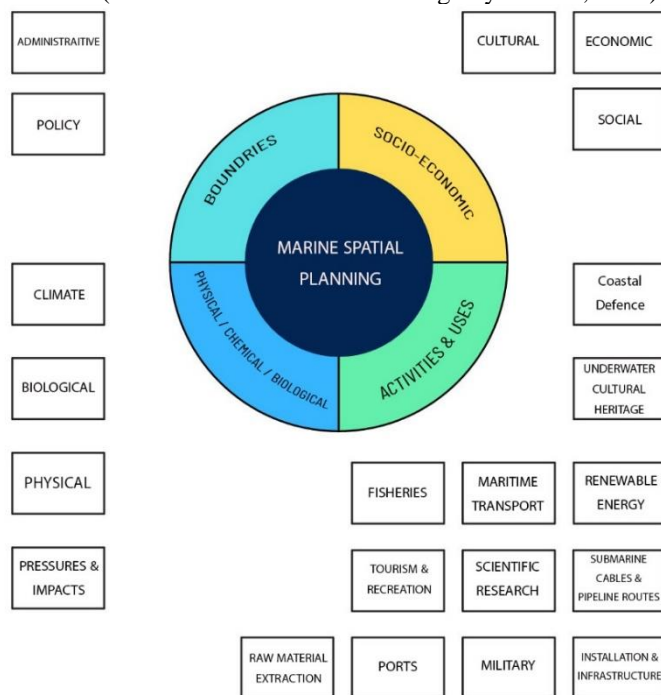 ADMINISTRAITIVE
CULTURAL
ECONOMIC
POLICY
SOCIAL
BOUNDRIES
SOCIO-ECONOMIC
MARINE SPATIAL
PLANNING
PHYSICAL / CHEMICAL / BIOLOGICAL
ACTIVITIES & USES
CLIMATE
Coastal
Defence
BIOLOGICAL
UNDERWATER
CULTURAL
HERITAGE
PHYSICAL
FISHERIES
MARITIME
TRANSPORT
RENEWABLE
ENERGY
PRESSURES &
IMPACTS
TOURISM &
RECREATION
SCIENTIFIC
RESEARCH
SUBMARINE
CABLES &
PIPELINE ROUTES
RAW MATERIAL
EXTRACTION
PORTS
MILITARY
INSTALLATION &
INFRASTRUCTURE